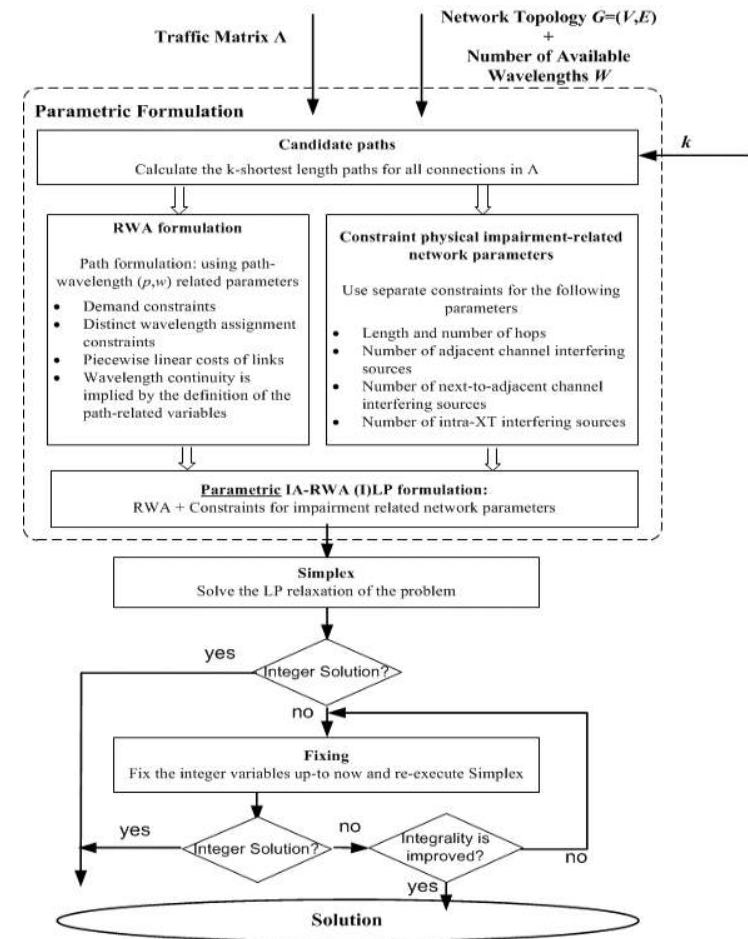 Traffic Matrix Λ
Network Topology G=(V,E)
+
Number of Available
Wavelengths W
Parametric Formulation
Candidate paths
Calculate the k-shortest length paths for all connections in Λ
k
RWA formulation
Path formulation: using path-
wavelength (p,w) related parameters
• Demand constraints
• Distinct wavelength assignment
constraints
• Piecewise linear costs of links
• Wavelength continuity is
implied by the definition of the
path-related variables
Constraint physical impairment-related
network parameters
Use separate constraints for the following
parameters
• Length and number of hops
• Number of adjacent channel interfering
sources
• Number of next-to-adjacent channel
interfering sources
• Number of intra-XT interfering sources
Parametric IA-RWA (I)LP formulation:
RWA + Constraints for impairment related network parameters
Simplex
Solve the LP relaxation of the problem
yes
Integer Solution?
no
Fixing
Fix the integer variables up-to now and re-execute Simplex
yes
Integer Solution?
no
Integrality is
improved?
no
yes
Solution